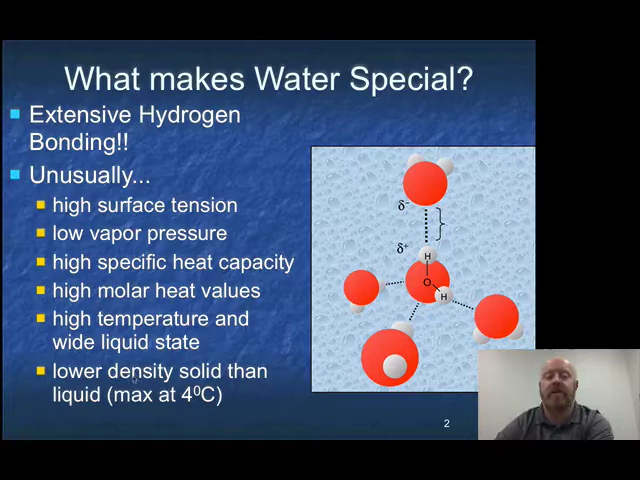 What makes Water Special?
Extensive Hydrogen
Bonding!!
Unusually...
high surface tension
low vapor pressure
high specific heat capacity
high molar heat values
high temperature and
wide liquid state
lower density solid than
liquid (max at 4⁰C)
δ⁻
δ⁺
H
O
H
2